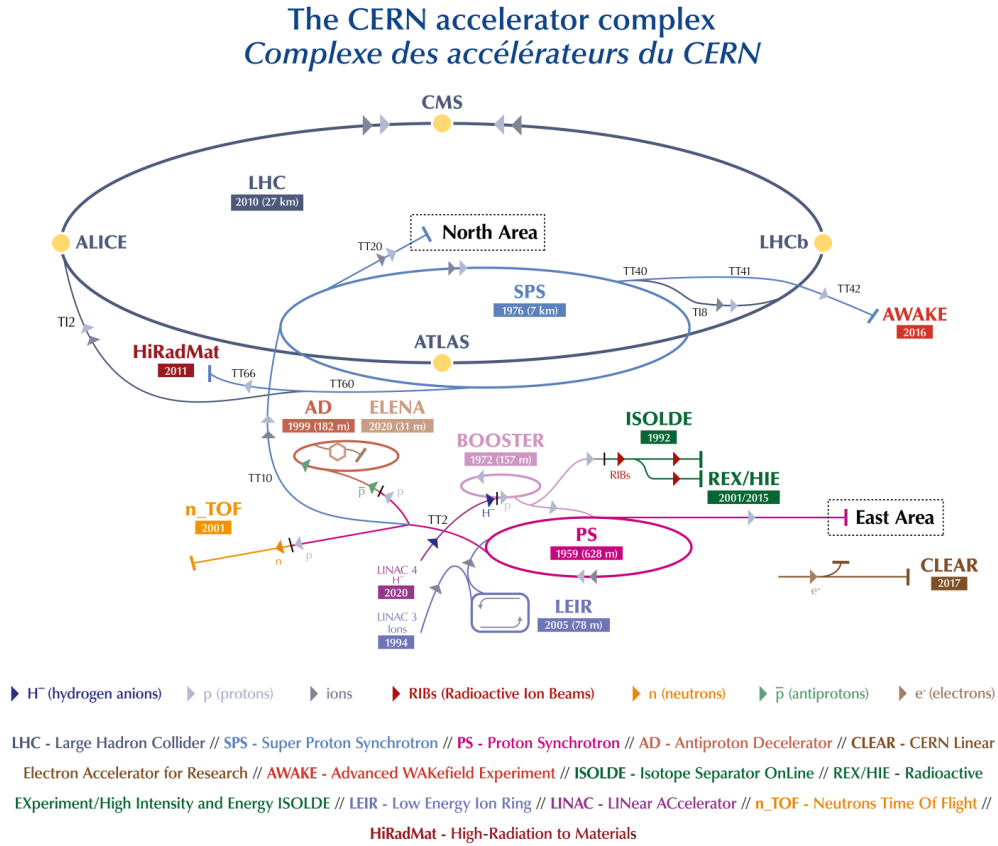 The CERN accelerator complex
Complexe des accélérateurs du CERN
CMS
LHC
2010 (27 km)
ALICE
TT20
North Area
LHCb
TT40
TT41
SPS
1976 (7 km)
TI8
TT42
AWAKE
2016
TI2
ATLAS
HiRadMat
2011
TT66
TT60
AD
1999 (182 m)
ELENA
2020 (31 m)
ISOLDE
1992
BOOSTER
1972 (157 m)
RIBs
REX/HIE
2001/2015
TT10
p̅
p
H⁻
p
n_TOF
2001
TT2
East Area
PS
1959 (628 m)
n
p
LINAC 4
H⁻
2020
CLEAR
2017
e⁻
LINAC 3
Ions
1994
LEIR
2005 (78 m)
H⁻ (hydrogen anions)
p (protons)
ions
RIBs (Radioactive Ion Beams)
n (neutrons)
p̅ (antiprotons)
e⁻ (electrons)
LHC - Large Hadron Collider // SPS - Super Proton Synchrotron // PS - Proton Synchrotron // AD - Antiproton Decelerator // CLEAR - CERN Linear
Electron Accelerator for Research // AWAKE - Advanced WAKefield Experiment // ISOLDE - Isotope Separator OnLine // REX/HIE - Radioactive
EXperiment/High Intensity and Energy ISOLDE // LEIR - Low Energy Ion Ring // LINAC - LINear ACcelerator // n_TOF - Neutrons Time Of Flight //
HiRadMat - High-Radiation to Materials